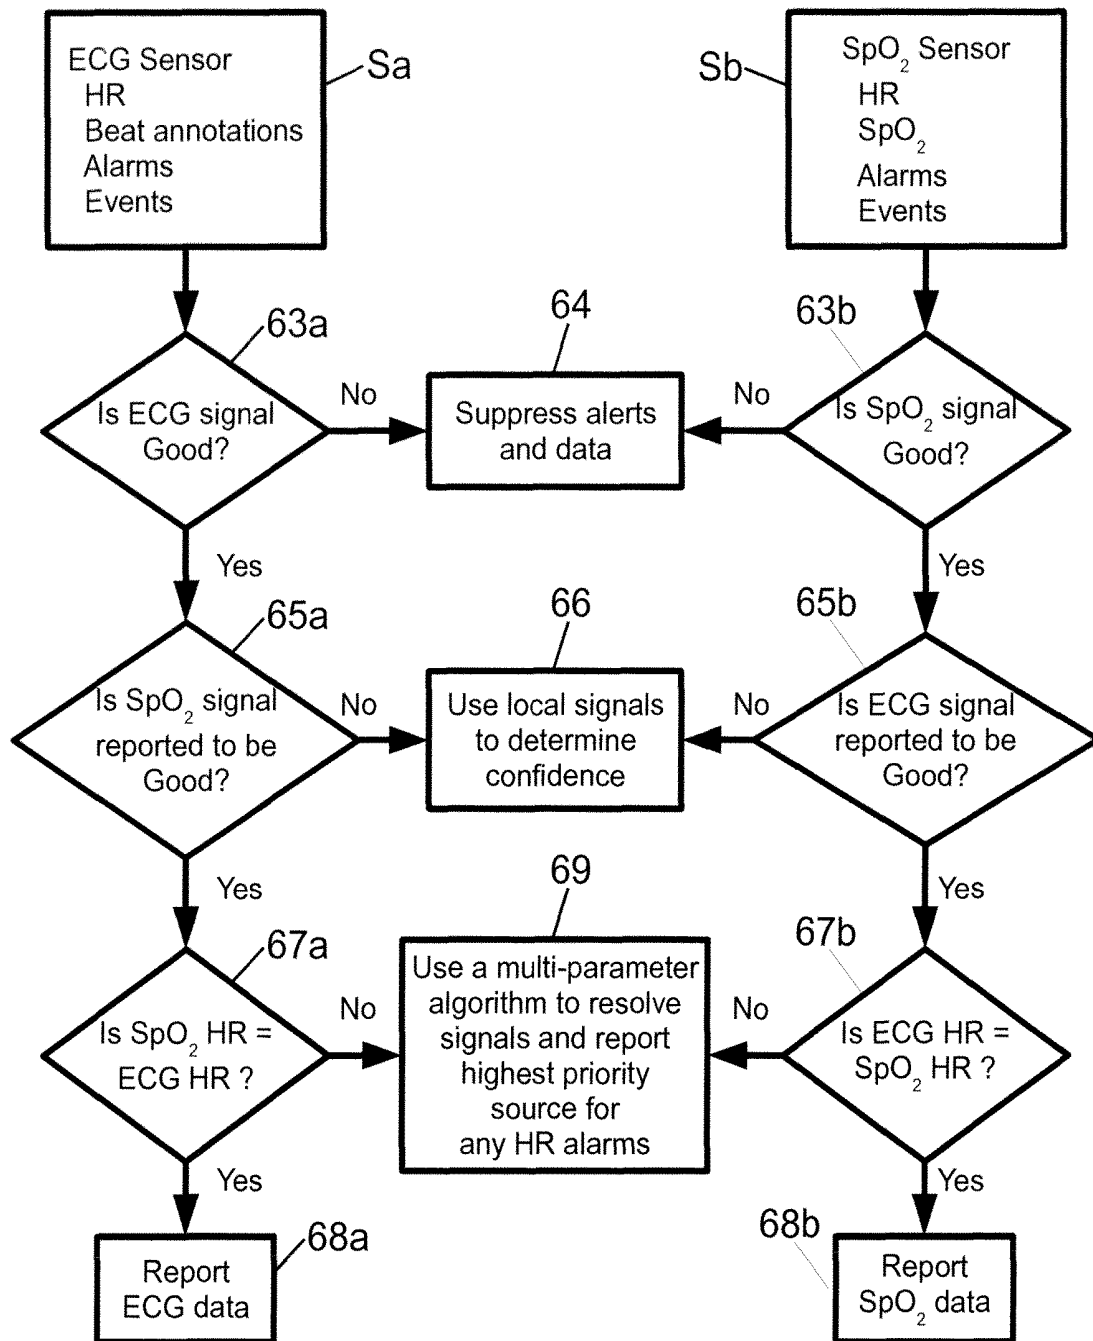 ECG Sensor
HR
Beat annotations
Alarms
Events
Sa
Sb
SpO₂ Sensor
HR
SpO₂
Alarms
Events
63a
64
63b
Is ECG signal
Good?
No
Suppress alerts
and data
No
Is SpO₂ signal
Good?
Yes
Yes
65a
66
65b
Is SpO₂ signal
reported to be
Good?
No
Use local signals
to determine
confidence
No
Is ECG signal
reported to be
Good?
Yes
Yes
67a
69
67b
Is SpO₂ HR =
ECG HR ?
No
Use a multi-parameter
algorithm to resolve
signals and report
highest priority
source for
any HR alarms
No
Is ECG HR =
SpO₂ HR ?
Yes
Yes
68a
68b
Report
ECG data
Report
SpO₂ data